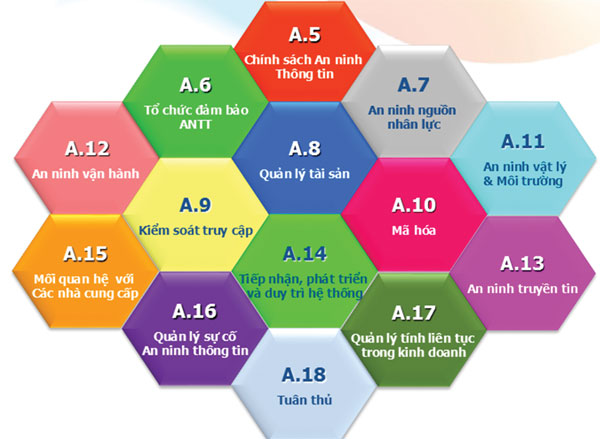 A.5
Chính sách An ninh
Thông tin
A.6
Tổ chức đảm bảo
ANTT
A.7
An ninh nguồn
nhân lực
A.12
An ninh vận hành
A.8
Quản lý tài sản
A.11
An ninh vật lý
& Môi trường
A.9
Kiểm soát truy cập
A.10
Mã hóa
A.15
Mối quan hệ với
Các nhà cung cấp
A.14
Tiếp nhận, phát triển
và duy trì hệ thống
A.13
An ninh truyền tin
A.16
Quản lý sự cố
An ninh thông tin
A.17
Quản lý tính liên tục
trong kinh doanh
A.18
Tuân thủ